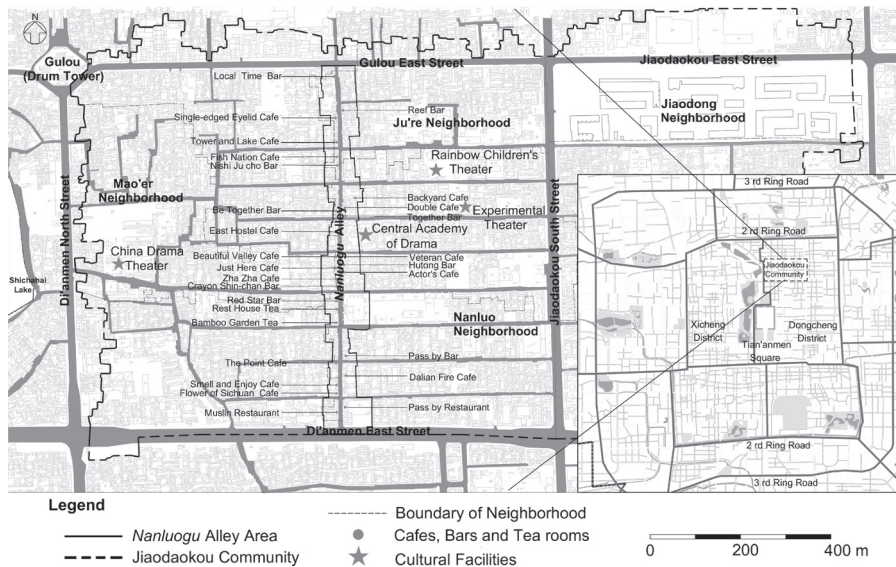 N
Gulou
(Drum Tower)
Gulou East Street
Jiaodaokou East Street
Local Time Bar
Reef Bar
Ju're Neighborhood
Jiaodong
Neighborhood
Single-edged Eyelid Cafe
Tower and Lake Cafe
Fish Nation Cafe
Nishi Ju cho Bar
Rainbow Children's
Theater
Mao'er
Neighborhood
Di'anmen North Street
Nanluogu Alley
Jiaodaokou South Street
Be Together Bar
East Hostel Cafe
Backyard Cafe
Double Cafe
Together Bar
Experimental
Theater
Central Academy
of Drama
China Drama
Theater
Beautiful Valley Cafe
Just Here Cafe
Zha Zha Cafe
Crayon Shin-chan Bar
Veteran Cafe
Hutong Bar
Actor's Cafe
Shichahai
Lake
Red Star Bar
Rest House Tea
Bamboo Garden Tea
Nanluo
Neighborhood
The Point Cafe
Pass by Bar
Smell and Enjoy Cafe
Flower of Sichuan Cafe
Dalian Fire Cafe
Muslin Restaurant
Pass by Restaurant
Di'anmen East Street
3 rd Ring Road
2 rd Ring Road
Jiaodaokou
Community
Xicheng
District
Dongcheng
District
Tian'anmen
Square
2 rd Ring Road
3 rd Ring Road
Legend
Nanluogu Alley Area
Jiaodaokou Community
Boundary of Neighborhood
Cafes, Bars and Tea rooms
Cultural Facilities
0 200 400 m